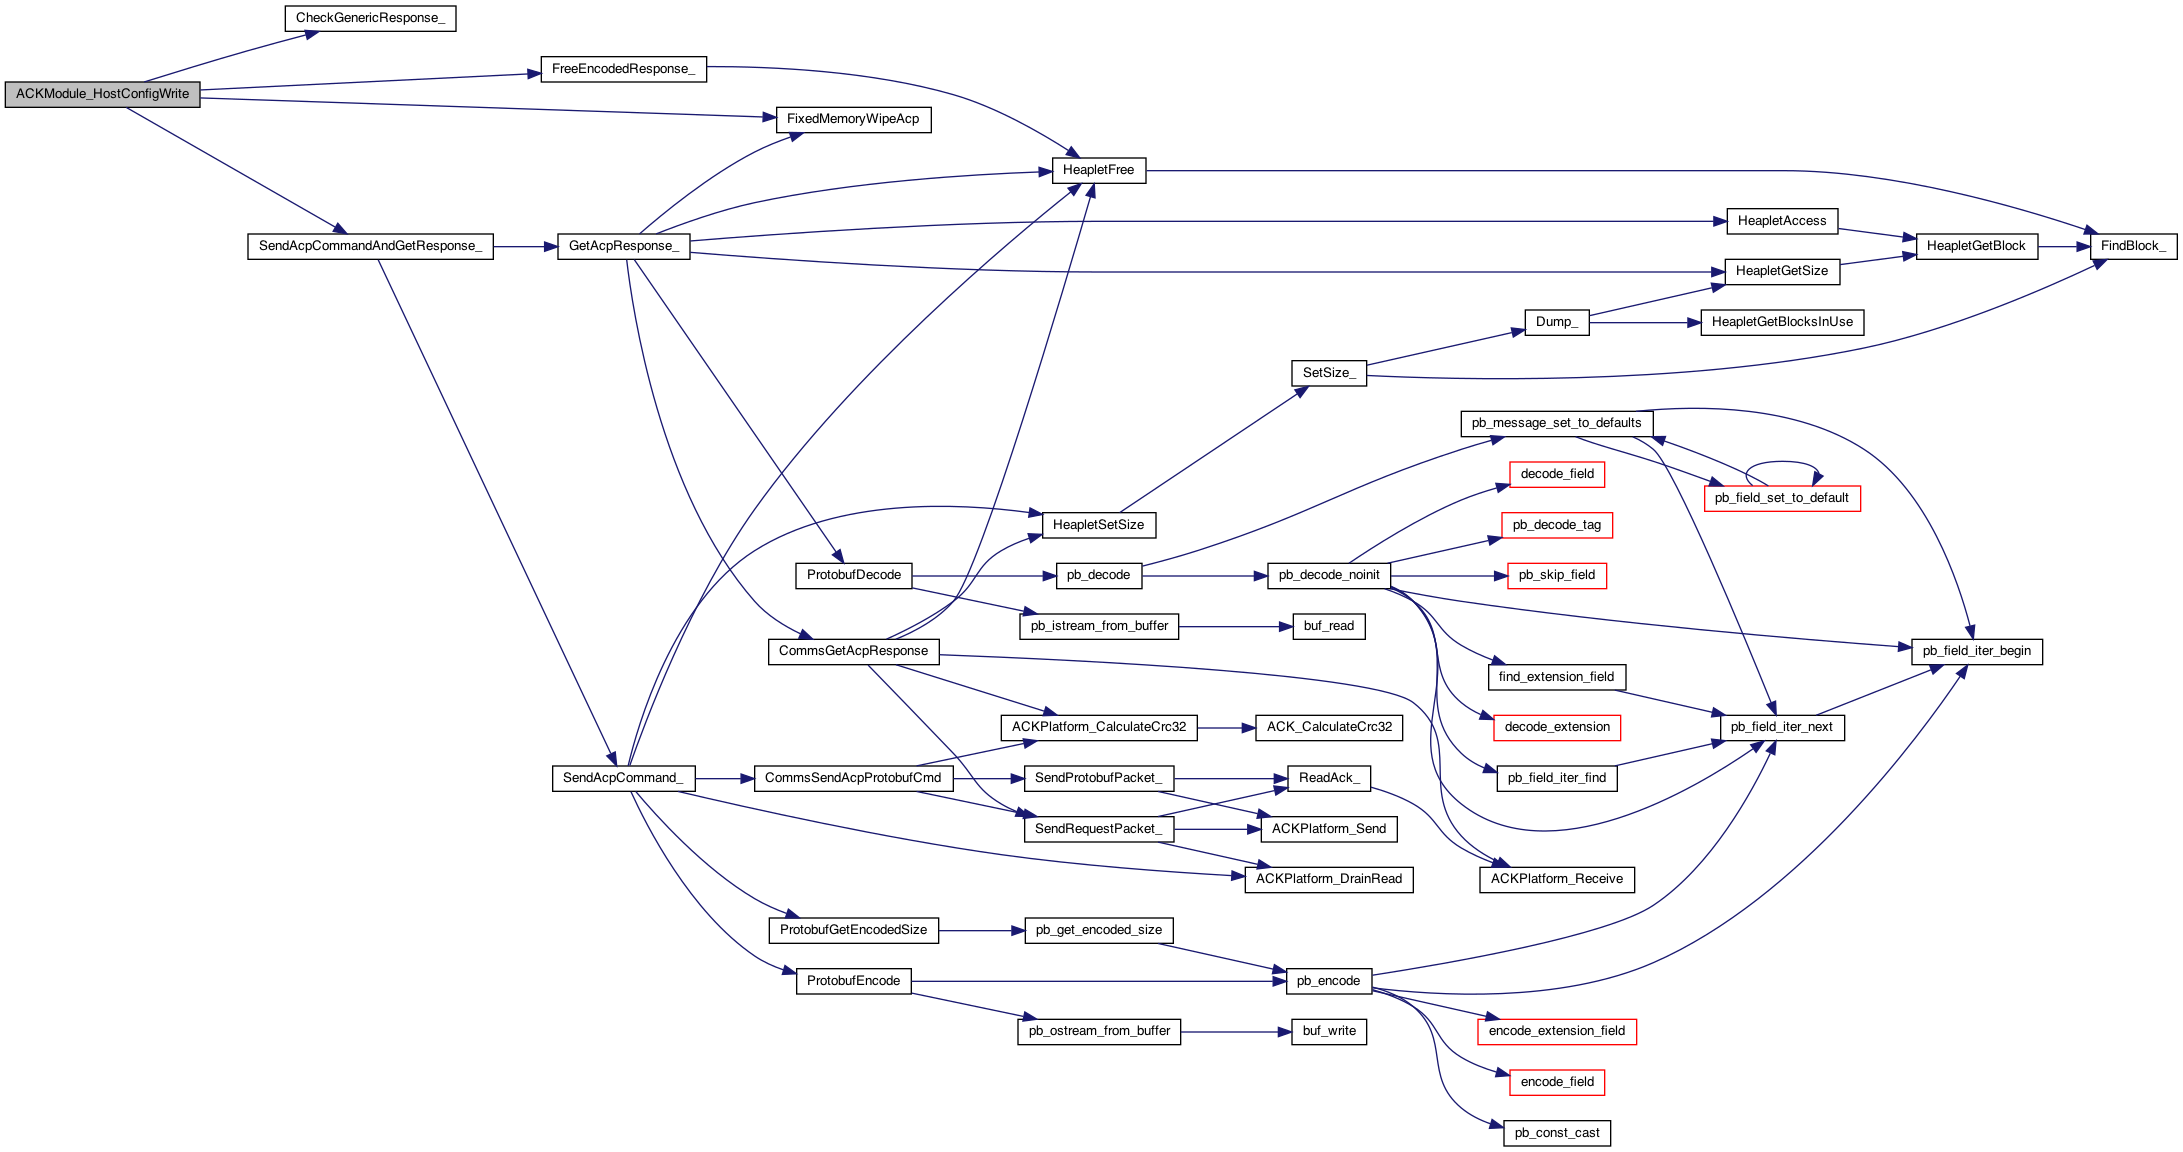 CheckGenericResponse_
FreeEncodedResponse_
ACKModule_HostConfigWrite
FixedMemoryWipeAcp
HeapletFree
HeapletAccess
SendAcpCommandAndGetResponse_
GetAcpResponse_
HeapletGetBlock
FindBlock_
HeapletGetSize
Dump_
HeapletGetBlocksInUse
SetSize_
pb_message_set_to_defaults
decode_field
pb_field_set_to_default
HeapletSetSize
pb_decode_tag
ProtobufDecode
pb_decode
pb_decode_noinit
pb_skip_field
pb_istream_from_buffer
buf_read
CommsGetAcpResponse
pb_field_iter_begin
find_extension_field
ACKPlatform_CalculateCrc32
ACK_CalculateCrc32
decode_extension
pb_field_iter_next
SendAcpCommand_
CommsSendAcpProtobufCmd
SendProtobufPacket_
ReadAck_
pb_field_iter_find
SendRequestPacket_
ACKPlatform_Send
ACKPlatform_DrainRead
ACKPlatform_Receive
ProtobufGetEncodedSize
pb_get_encoded_size
ProtobufEncode
pb_encode
pb_ostream_from_buffer
buf_write
encode_extension_field
encode_field
pb_const_cast